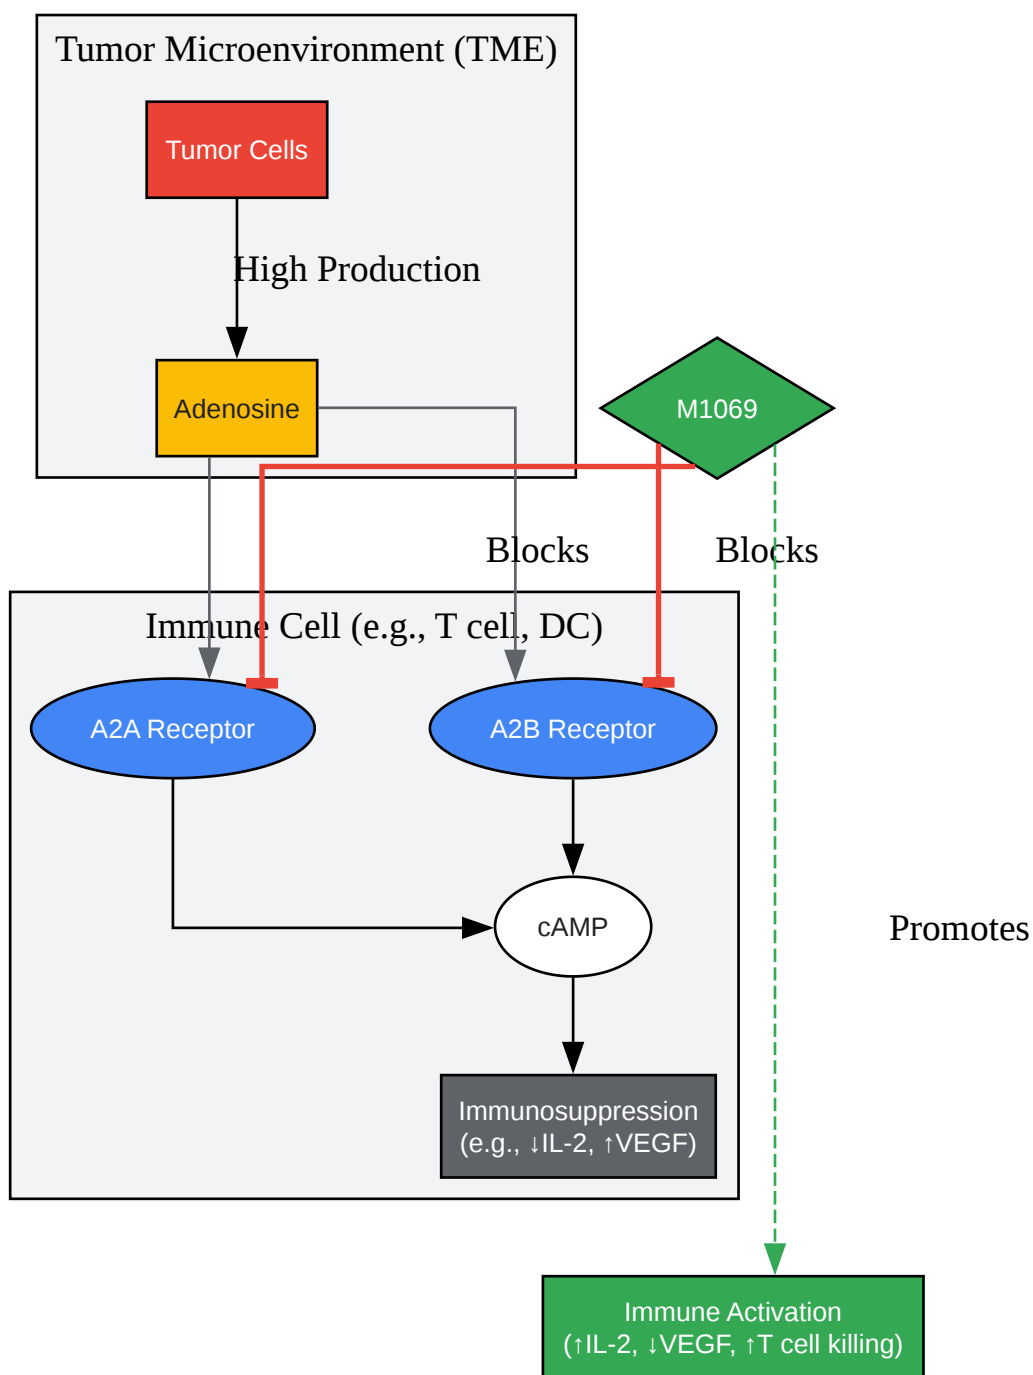 Tumor Microenvironment (TME)
Tumor Cells
High Production
Adenosine
M1069
Blocks
Blocks
Immune Cell (e.g., T cell, DC)
A2A Receptor
A2B Receptor
cAMP
Promotes
Immunosuppression
(e.g., ↓IL-2, ↑VEGF)
Immune Activation
(↑IL-2, ↓VEGF, ↑T cell killing)